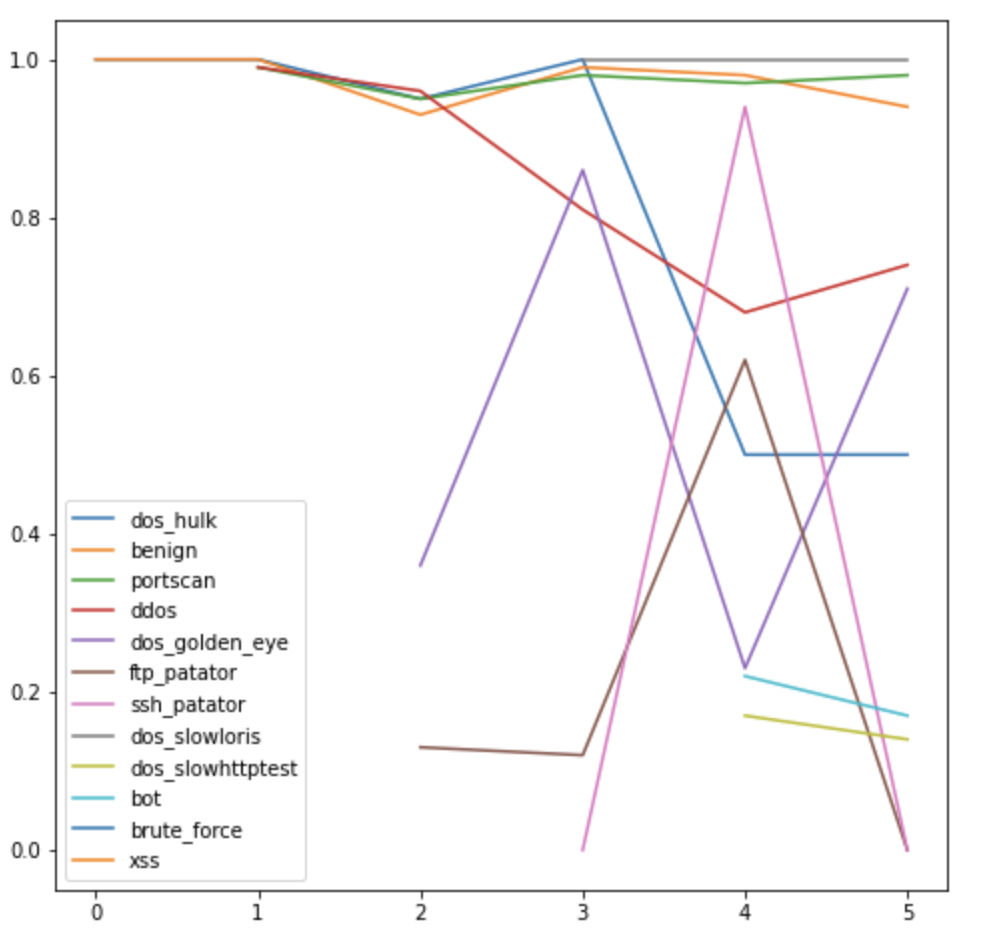 1.0
0.8
0.6
0.4
0.2
0.0
dos_hulk
benign
portscan
ddos
dos_golden_eye
ftp_patator
ssh_patator
dos_slowloris
dos_slowhttptest
bot
brute_force
xss
0 1 2 3 4 5